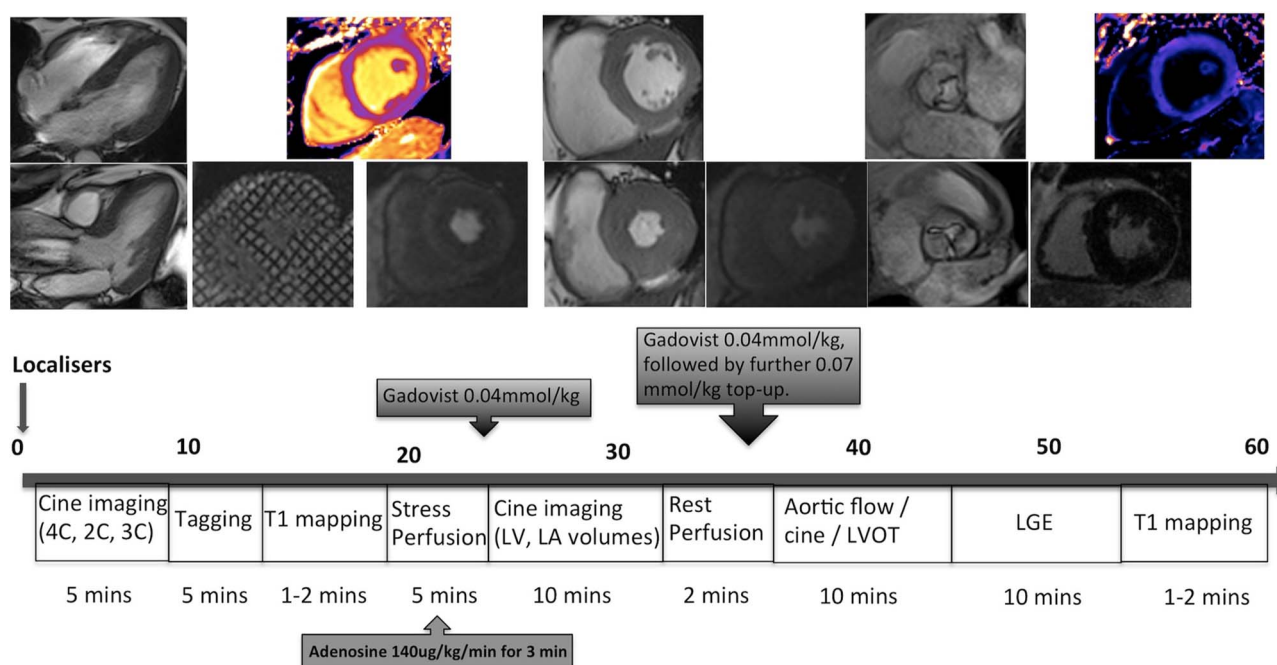 Localisers
Gadovist 0.04mmol/kg
Gadovist 0.04mmol/kg,
followed by further 0.07
mmol/kg top-up.
0
10
20
30
40
50
60
Cine imaging
(4C, 2C, 3C)
Tagging
T1 mapping
Stress
Perfusion
Cine imaging
(LV, LA volumes)
Rest
Perfusion
Aortic flow /
cine / LVOT
LGE
T1 mapping
5 mins
5 mins
1-2 mins
5 mins
10 mins
2 mins
10 mins
10 mins
1-2 mins
Adenosine 140ug/kg/min for 3 min